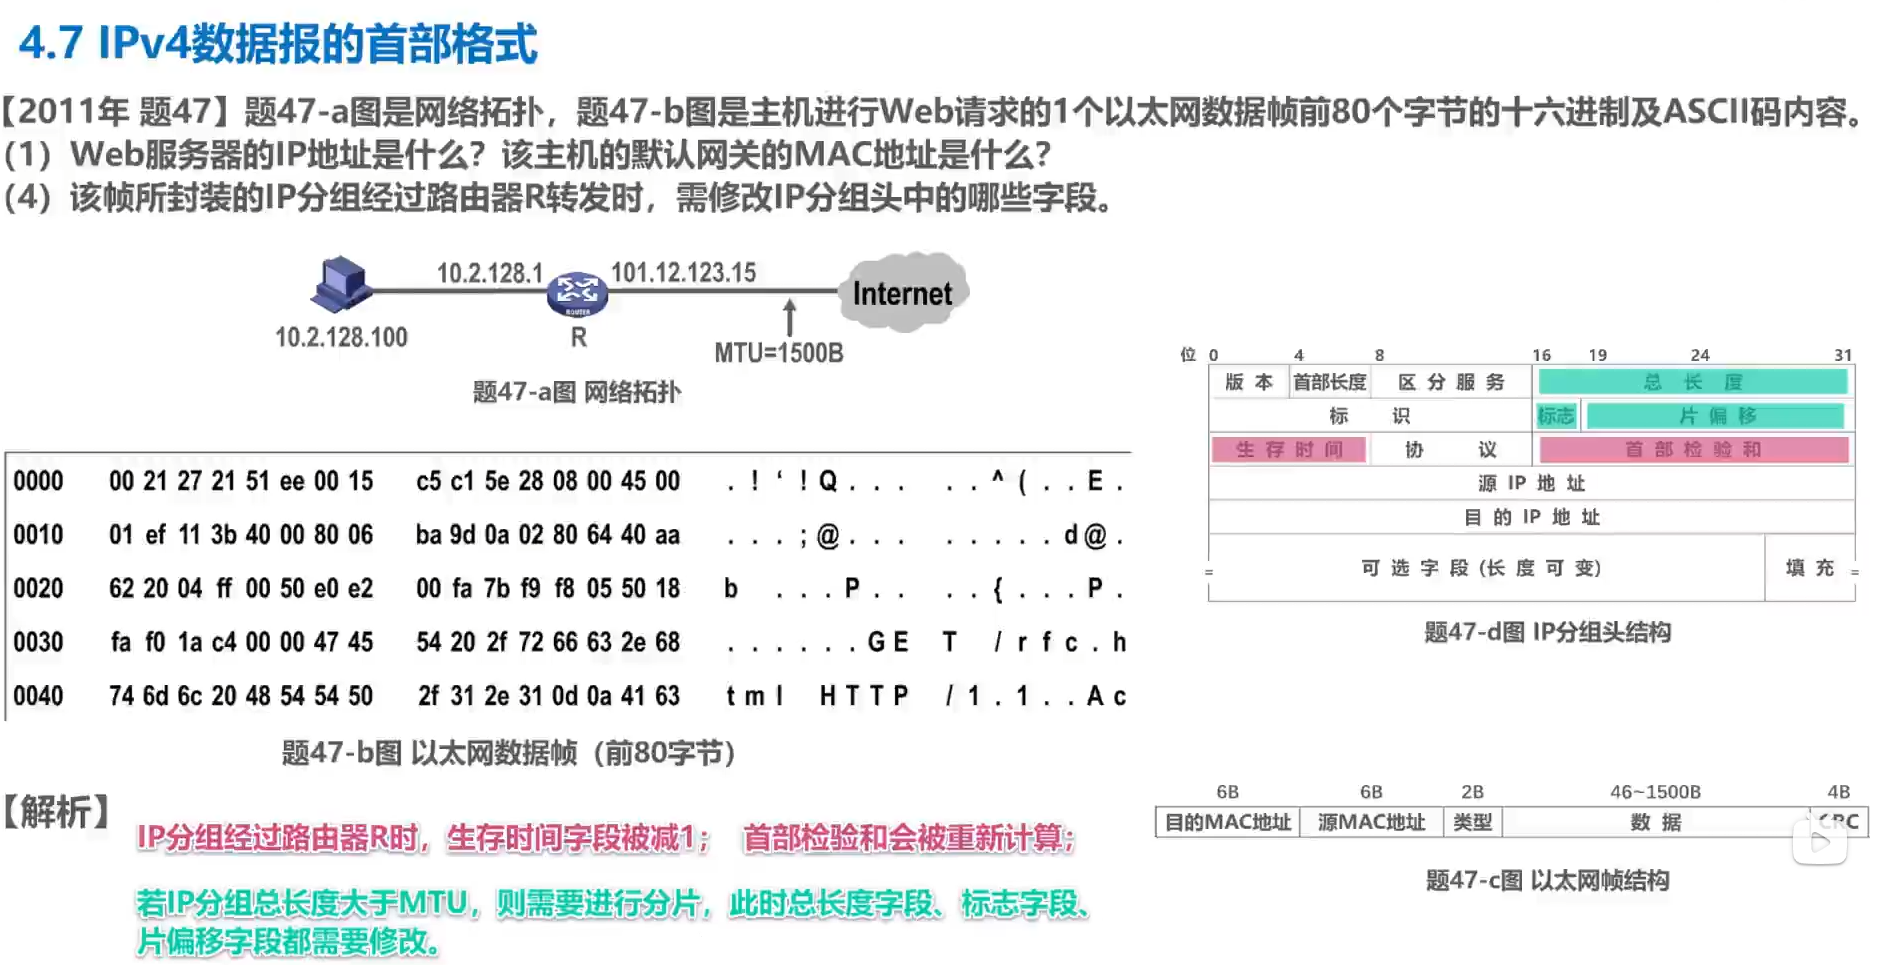 4.7 IPv4数据报的首部格式
【2011年 题47】题47-a图是网络拓扑，题47-b图是主机进行Web请求的1个以太网数据帧前80个字节的十六进制及ASCII码内容。
（1）Web服务器的IP地址是什么？该主机的默认网关的MAC地址是什么？
（4）该帧所封装的IP分组经过路由器R转发时，需修改IP分组头中的哪些字段。
10.2.128.1 101.12.123.15
Internet
ROUTER
10.2.128.100 R
MTU=1500B
题47-a图 网络拓扑
位 0 4 8 16 19 24 31
版 本 首部长度 区 分 服 务 总 长 度
标 识 标志 片 偏 移
生 存 时 间 协 议 首 部 检 验 和
源 IP 地 址
目 的 IP 地 址
可 选 字 段 (长 度 可 变) 填 充
题47-d图 IP分组头结构
0000 00 21 27 21 51 ee 00 15 c5 c1 5e 28 08 00 45 00 . ! ‘ ! Q . . . . . ^ ( . . E .
0010 01 ef 11 3b 40 00 80 06 ba 9d 0a 02 80 64 40 aa . . . ; @ . . . . . . . . d @ .
0020 62 20 04 ff 00 50 e0 e2 00 fa 7b f9 f8 05 50 18 b . . . P . . . . { . . . P .
0030 fa f0 1a c4 00 00 47 45 54 20 2f 72 66 63 2e 68 . . . . . . G E T / r f c . h
0040 74 6d 6c 20 48 54 54 50 2f 31 2e 31 0d 0a 41 63 t m l H T T P / 1 . 1 . . A c
题47-b图 以太网数据帧（前80字节）
6B 6B 2B 46~1500B 4B
目的MAC地址 源MAC地址 类型 数 据 CRC
题47-c图 以太网帧结构
【解析】
IP分组经过路由器R时，生存时间字段被减1； 首部检验和会被重新计算；
若IP分组总长度大于MTU，则需要进行分片，此时总长度字段、标志字段、
片偏移字段都需要修改。